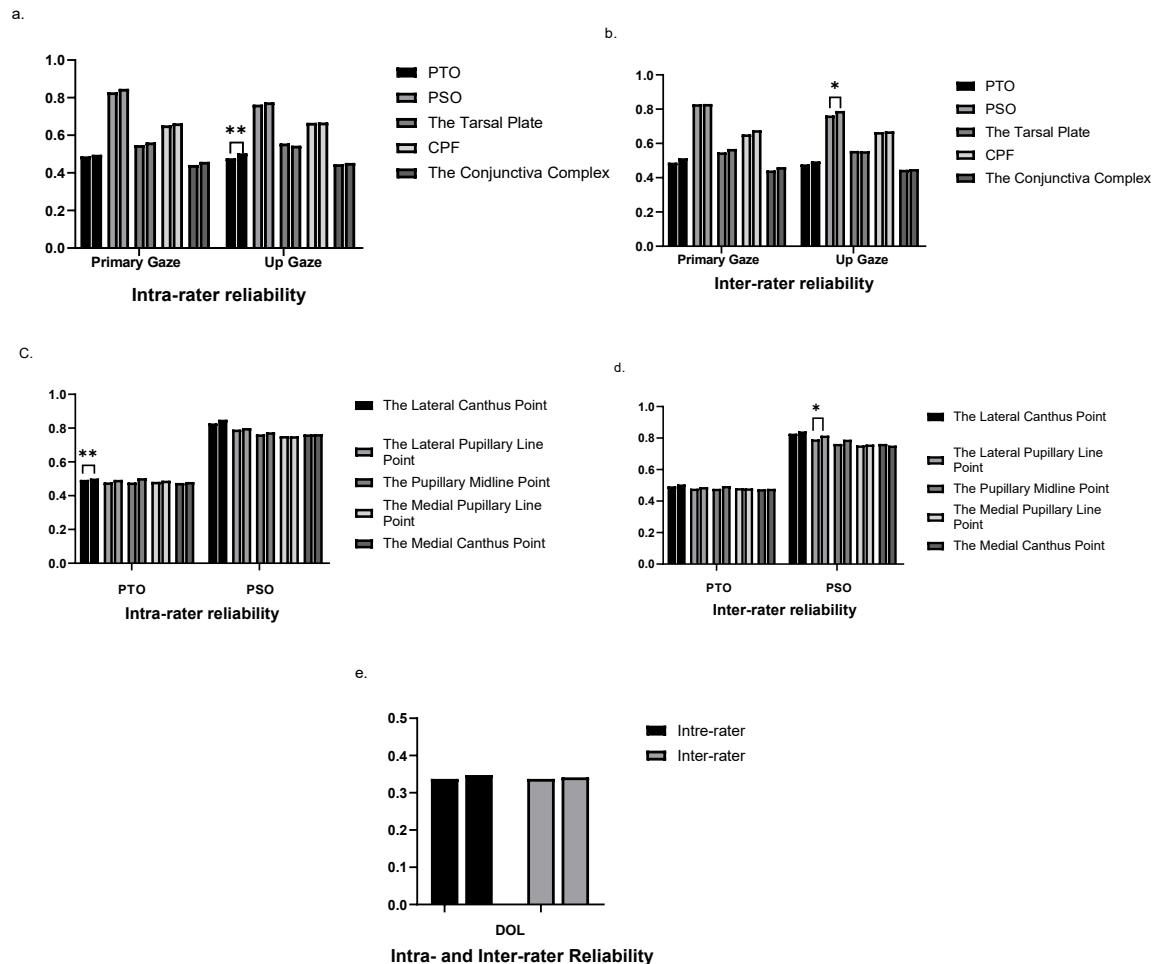 a.
1.0
0.8
0.6
0.4
0.2
0.0
**
Primary Gaze
Up Gaze
Intra-rater reliability
PTO
PSO
The Tarsal Plate
CPF
The Conjunctiva Complex
b.
1.0
0.8
0.6
0.4
0.2
0.0
*
Primary Gaze
Up Gaze
Inter-rater reliability
PTO
PSO
The Tarsal Plate
CPF
The Conjunctiva Complex
C.
1.0
0.8
0.6
0.4
0.2
0.0
**
PTO
PSO
Intra-rater reliability
The Lateral Canthus Point
The Lateral Pupillary Line
Point
The Pupillary Midline Point
The Medial Pupillary Line
Point
The Medial Canthus Point
d.
1.0
0.8
0.6
0.4
0.2
0.0
*
PTO
PSO
Inter-rater reliability
The Lateral Canthus Point
The Lateral Pupillary Line
Point
The Pupillary Midline Point
The Medial Pupillary Line
Point
The Medial Canthus Point
e.
0.5
0.4
0.3
0.2
0.1
0.0
DOL
Intra- and Inter-rater Reliability
Intre-rater
Inter-rater